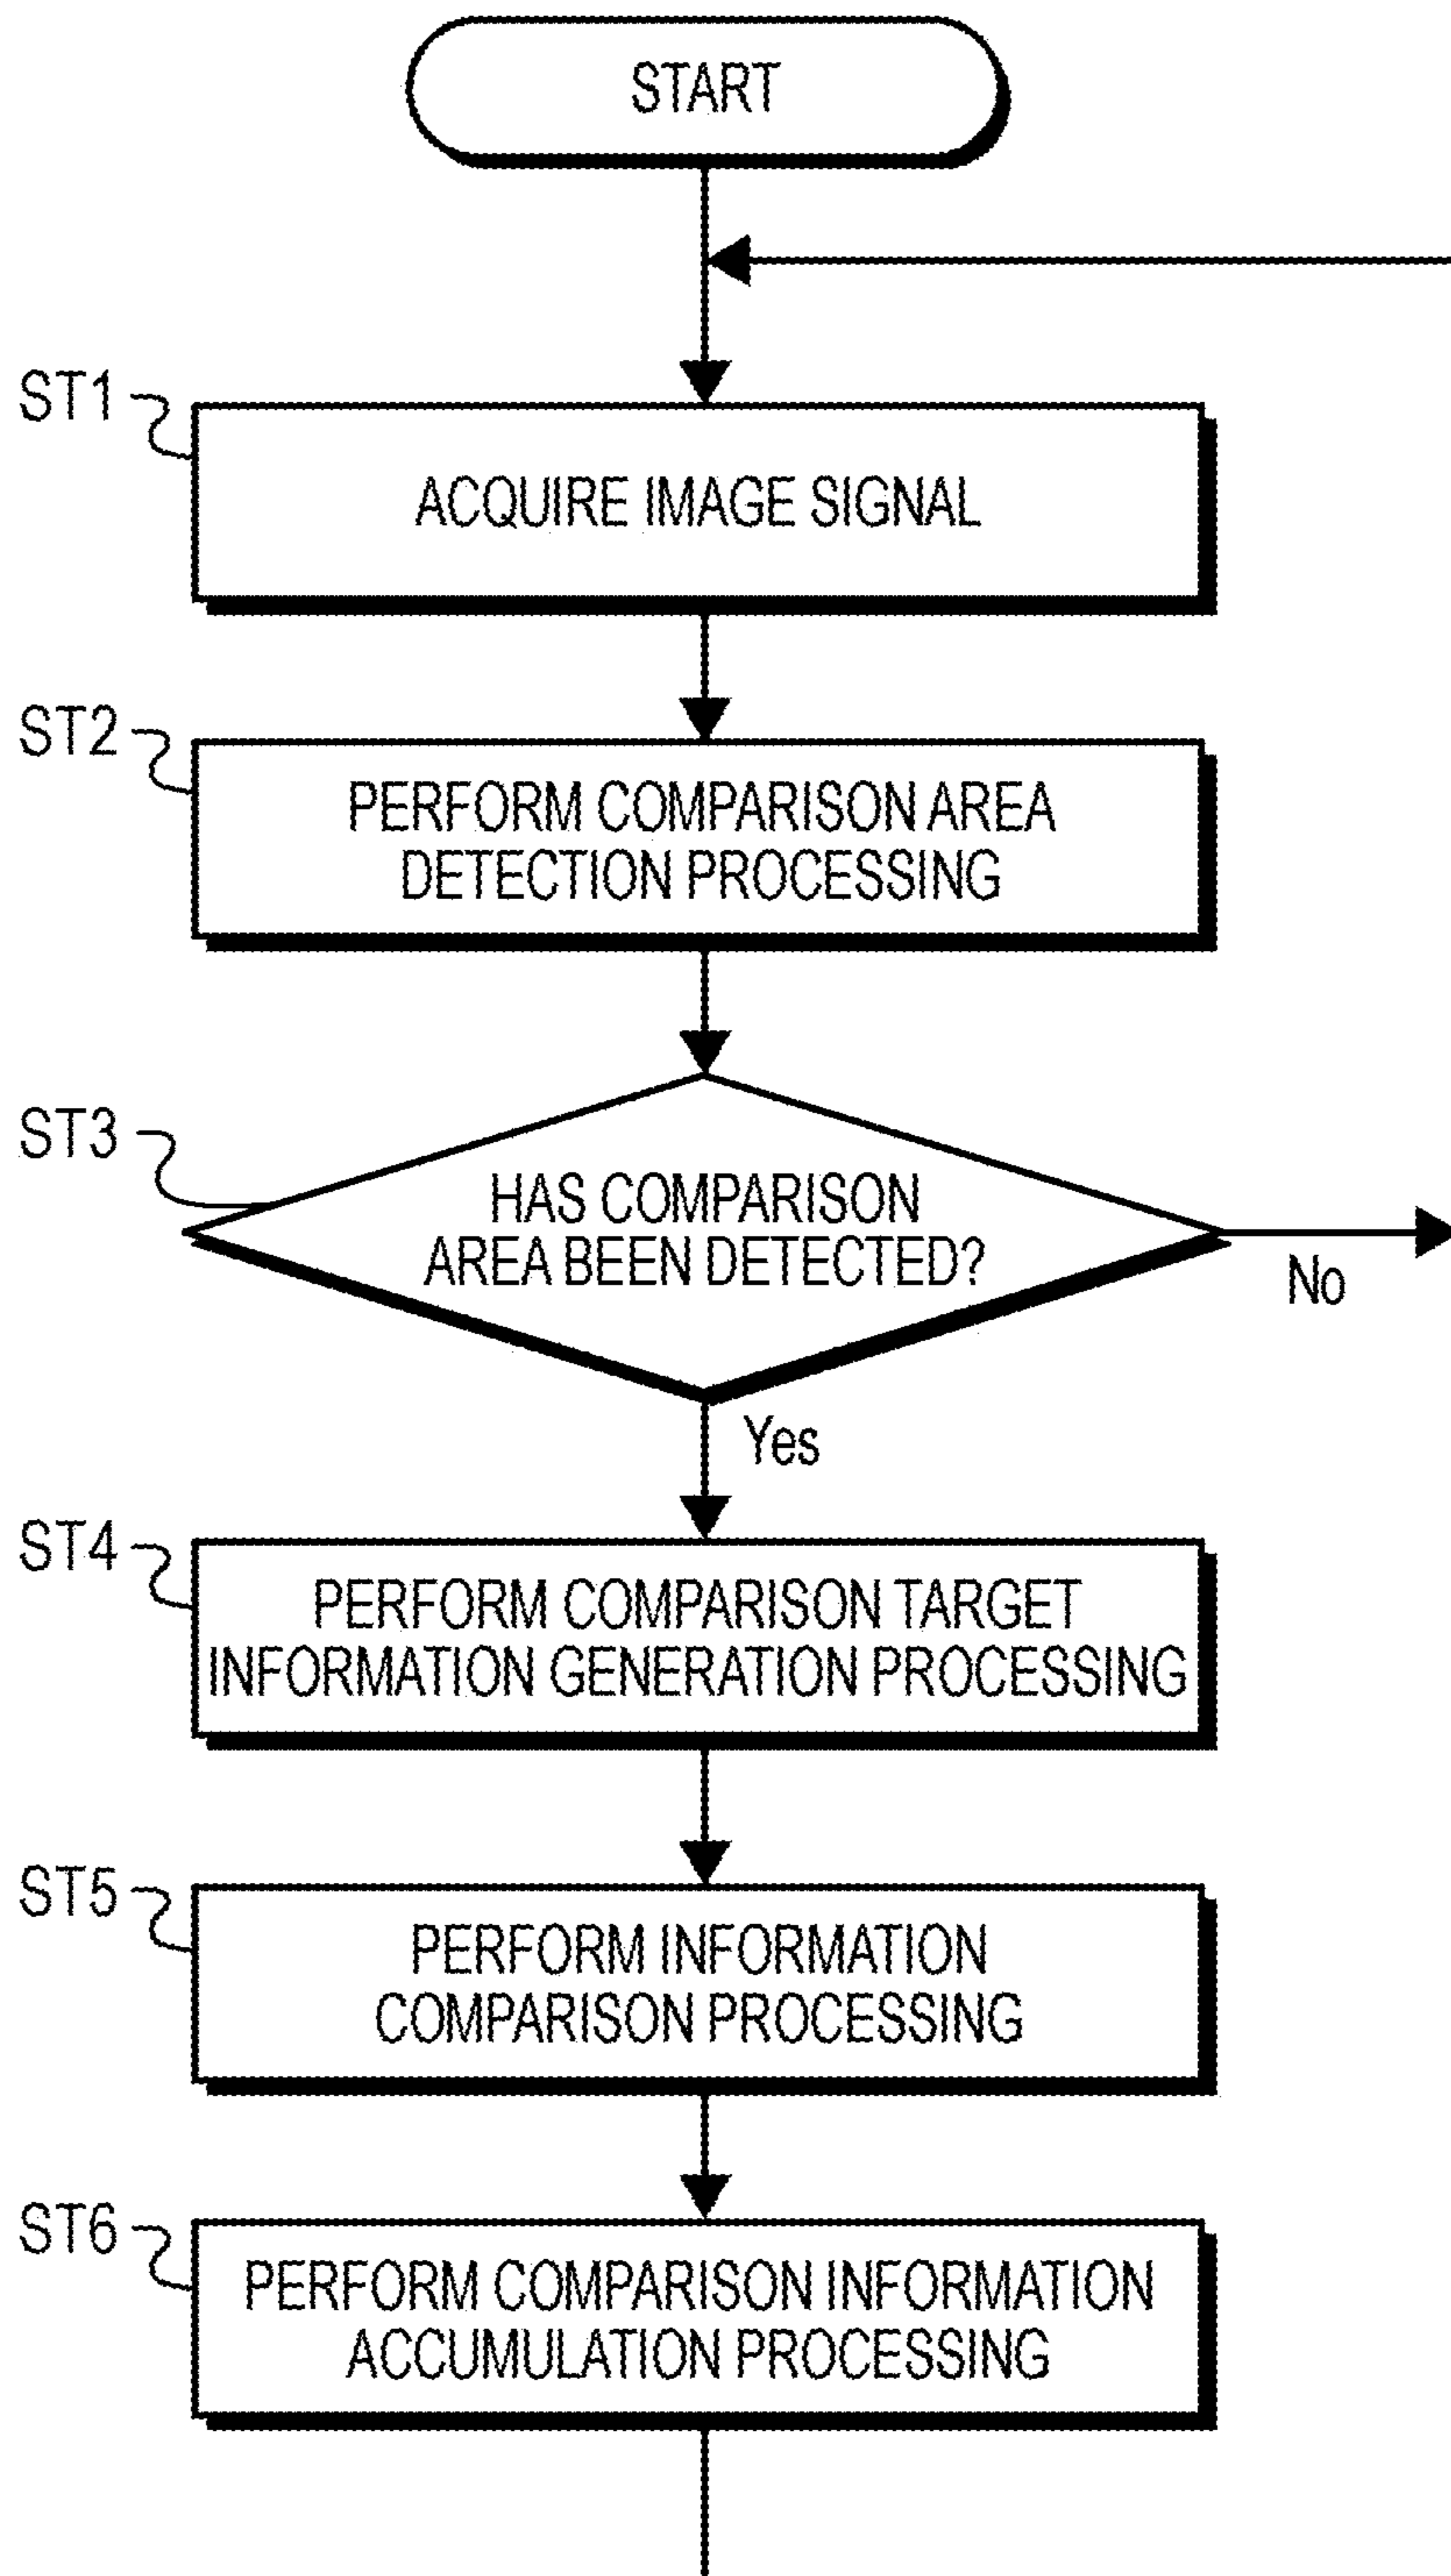 START
ST1
ACQUIRE IMAGE SIGNAL
ST2
PERFORM COMPARISON AREA
DETECTION PROCESSING
ST3
HAS COMPARISON
AREA BEEN DETECTED?
No
Yes
ST4
PERFORM COMPARISON TARGET
INFORMATION GENERATION PROCESSING
ST5
PERFORM INFORMATION
COMPARISON PROCESSING
ST6
PERFORM COMPARISON INFORMATION
ACCUMULATION PROCESSING